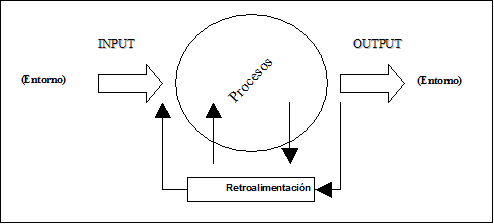 INPUT
OUTPUT
(Entorno)
Procesos
(Entorno)
Retroalimentación